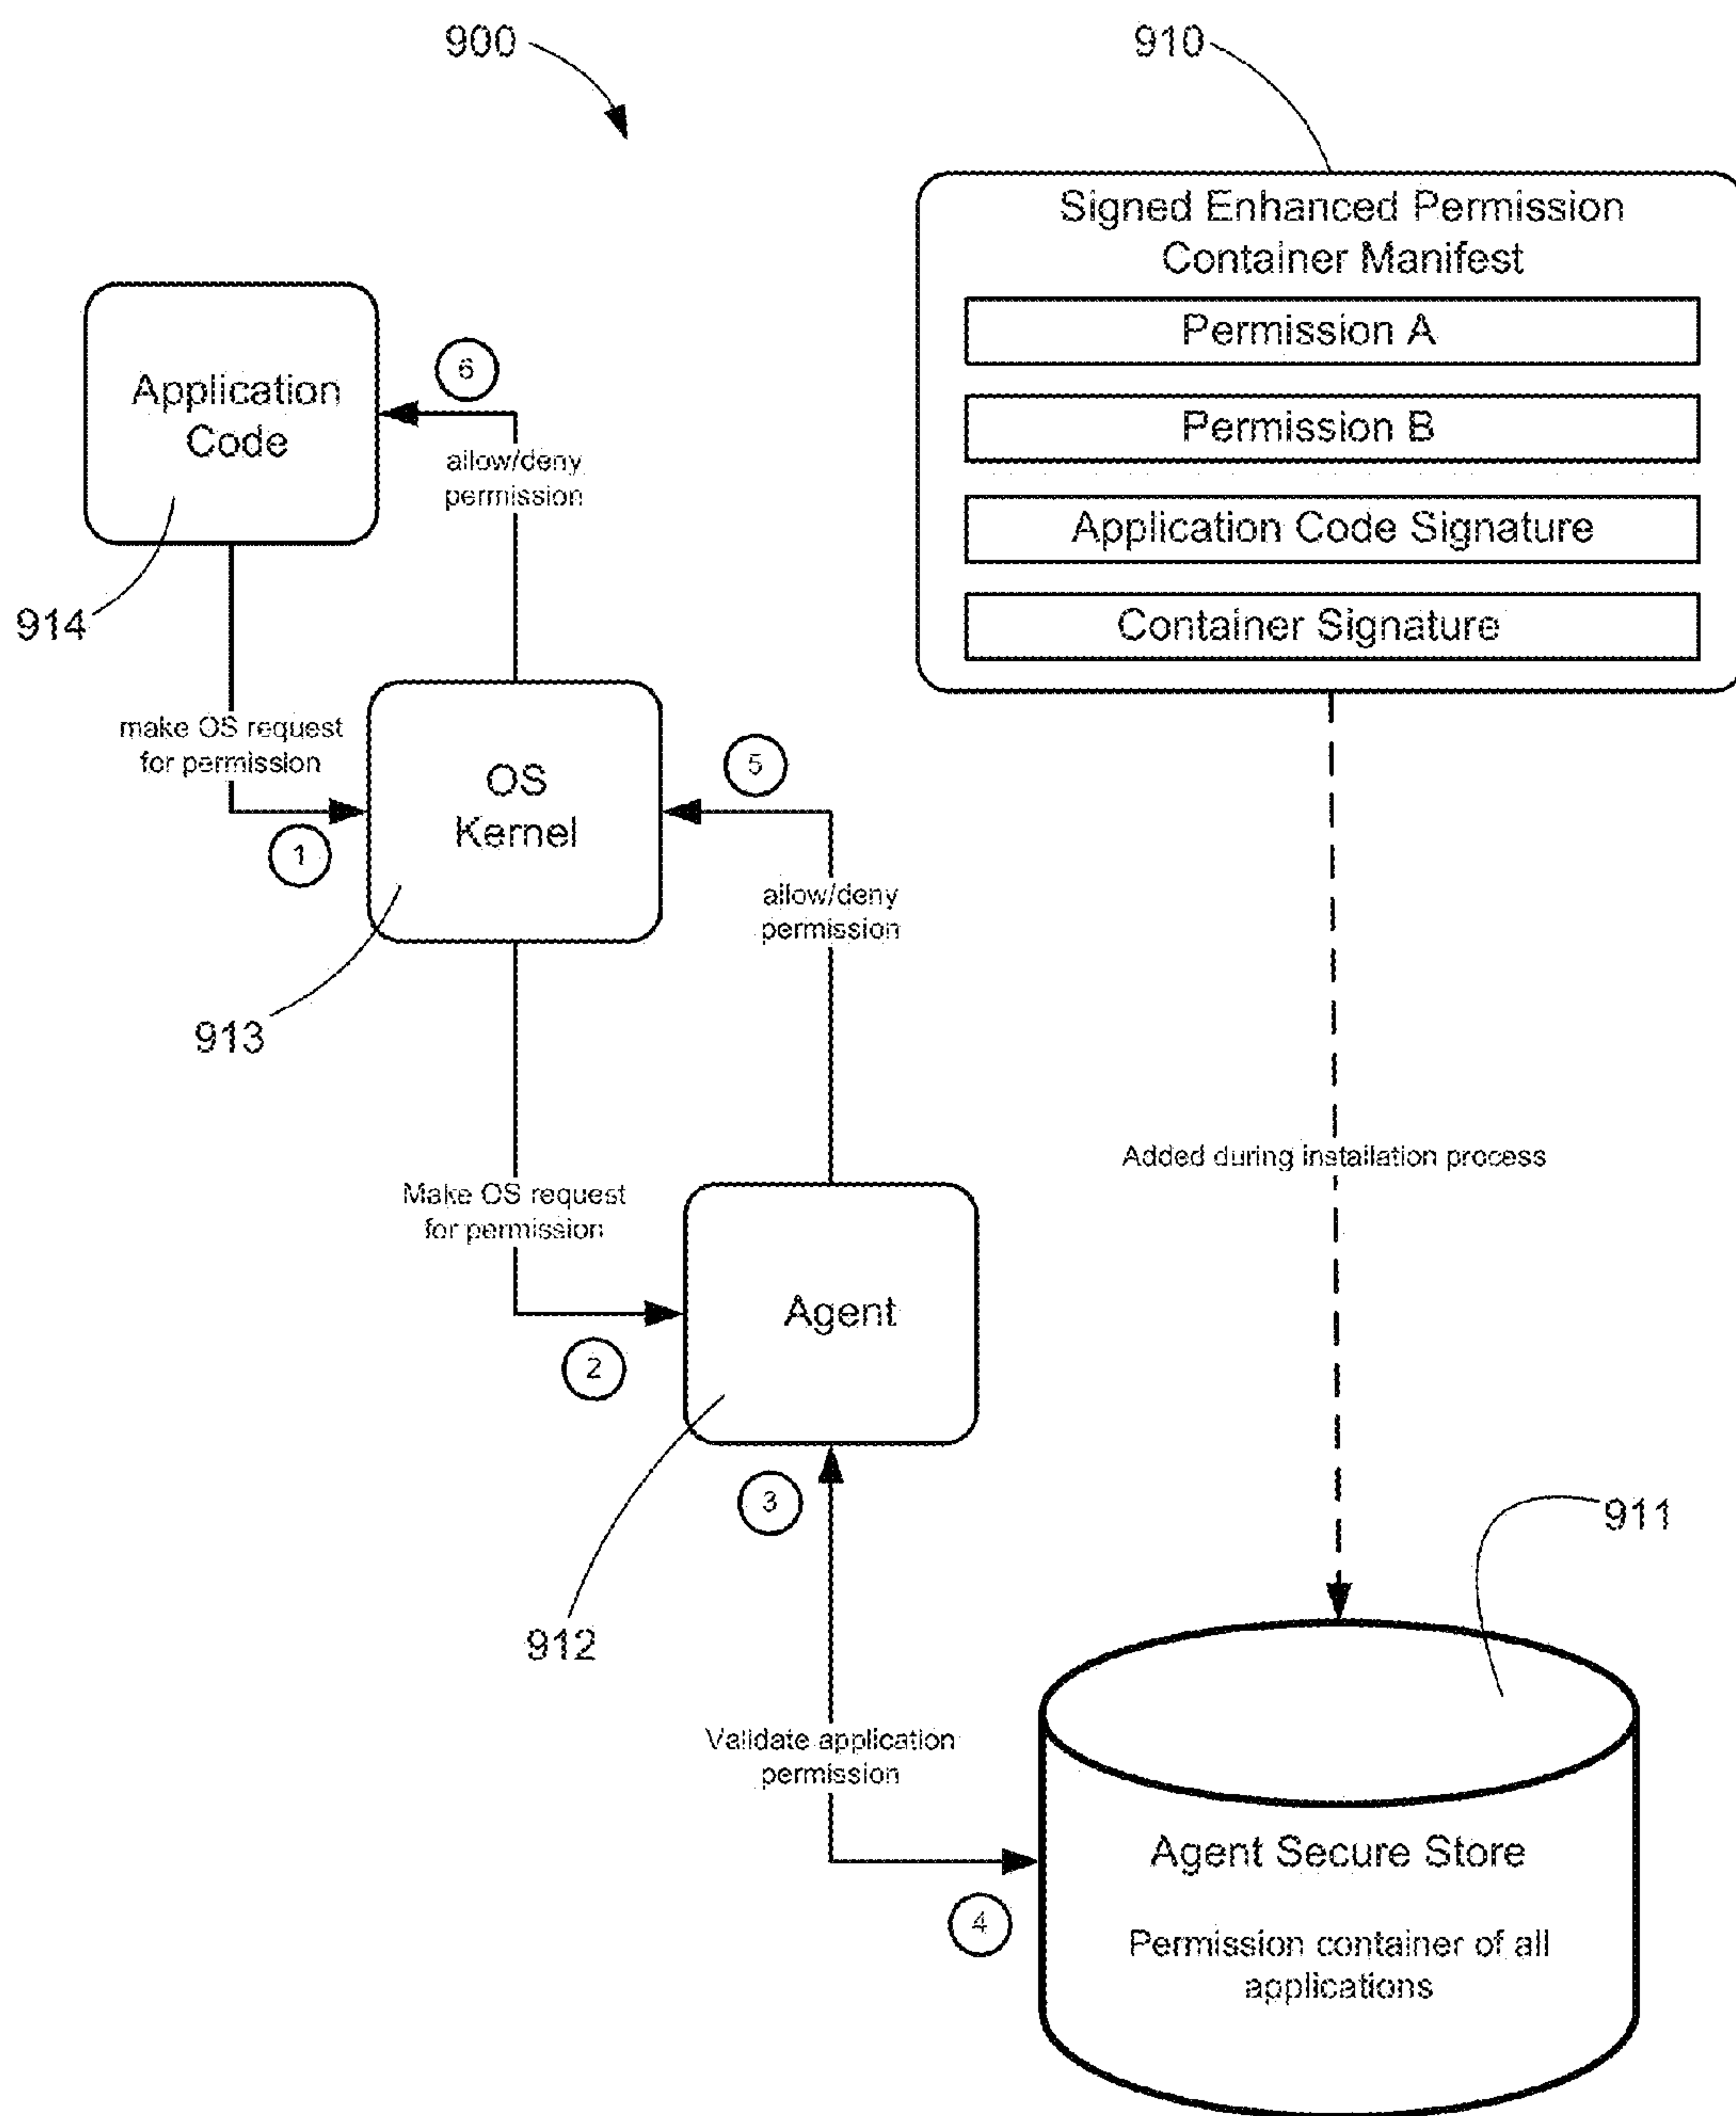 900
910
Signed Enhanced Permission
Container Manifest
Permission A
Permission B
Application Code Signature
Container Signature
Application
Code
6
allow/deny
permission
914
make OS request
for permission
1
OS
Kernel
5
allow/deny
permission
913
Make OS request
for permission
2
Agent
Added during installation process
3
912
911
Validate application
permission
4
Agent Secure Store
Permission container of all
applications